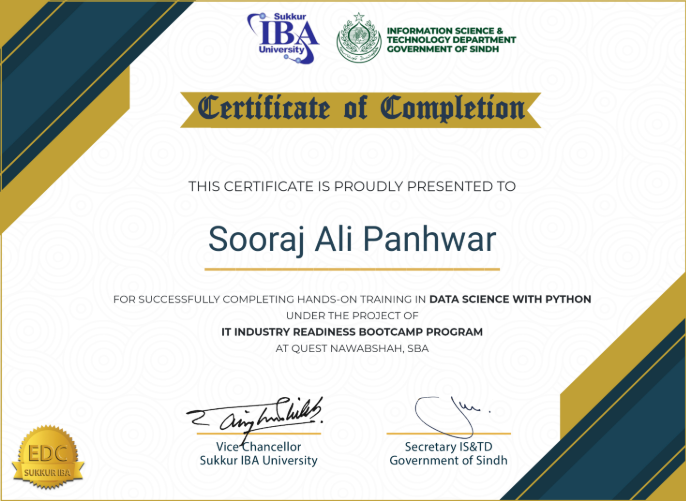 Sukkur
IBA
University
INFORMATION SCIENCE &
TECHNOLOGY DEPARTMENT
GOVERNMENT OF SINDH
Certificate of Completion
THIS CERTIFICATE IS PROUDLY PRESENTED TO
Sooraj Ali Panhwar
FOR SUCCESSFULLY COMPLETING HANDS-ON TRAINING IN DATA SCIENCE WITH PYTHON
UNDER THE PROJECT OF
IT INDUSTRY READINESS BOOTCAMP PROGRAM
AT QUEST NAWABSHAH, SBA
Vice Chancellor
Sukkur IBA University
Secretary IS&TD
Government of Sindh
EDC
SUKKUR IBA